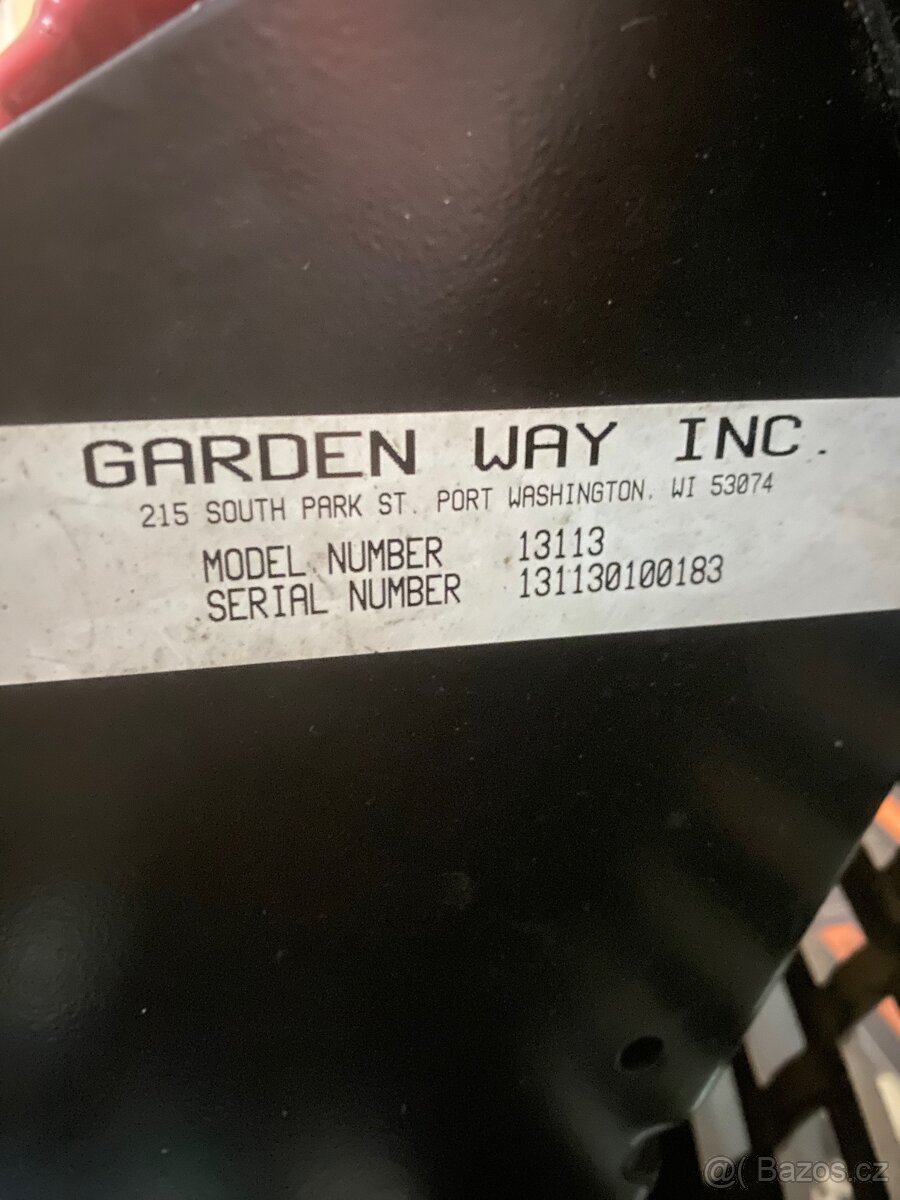 GARDEN WAY INC.
215 SOUTH PARK ST. PORT WASHINGTON, WI 53074
MODEL NUMBER 13113
SERIAL NUMBER 131130100183
@( Bazos.cz